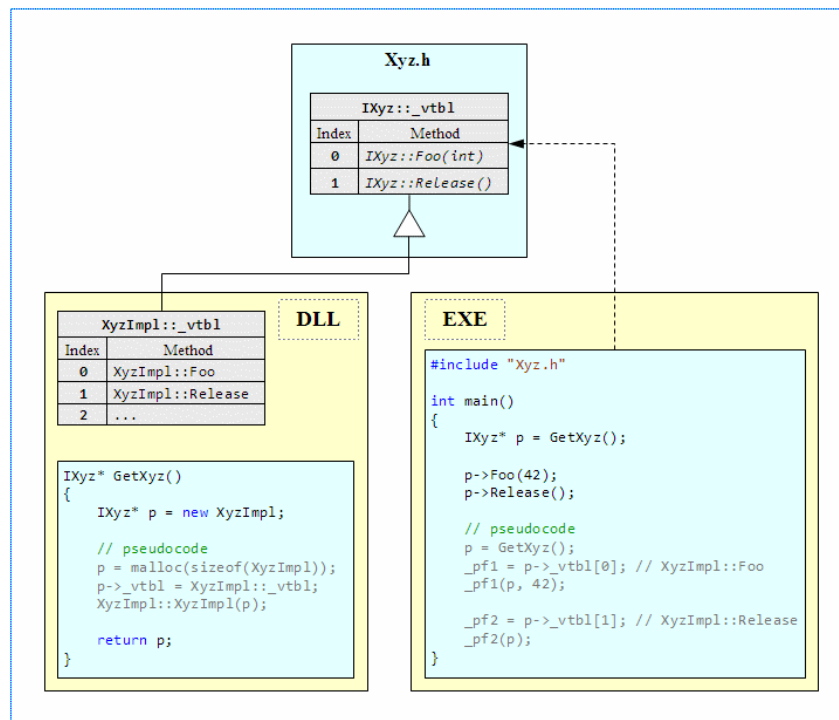 Xyz.h
IXyz::_vtbl
Index Method
0 IXyz::Foo(int)
1 IXyz::Release()
DLL
XyzImpl::_vtbl
Index Method
0 XyzImpl::Foo
1 XyzImpl::Release
2 ...
IXyz* GetXyz()
{
    IXyz* p = new XyzImpl;
    // pseudocode
    p = malloc(sizeof(XyzImpl));
    p->_vtbl = XyzImpl::_vtbl;
    XyzImpl::XyzImpl(p);
    return p;
}
EXE
#include "Xyz.h"
int main()
{
    IXyz* p = GetXyz();
    p->Foo(42);
    p->Release();
    // pseudocode
    p = GetXyz();
    _pf1 = p->_vtbl[0]; // XyzImpl::Foo
    _pf1(p, 42);
    _pf2 = p->_vtbl[1]; // XyzImpl::Release
    _pf2(p);
}